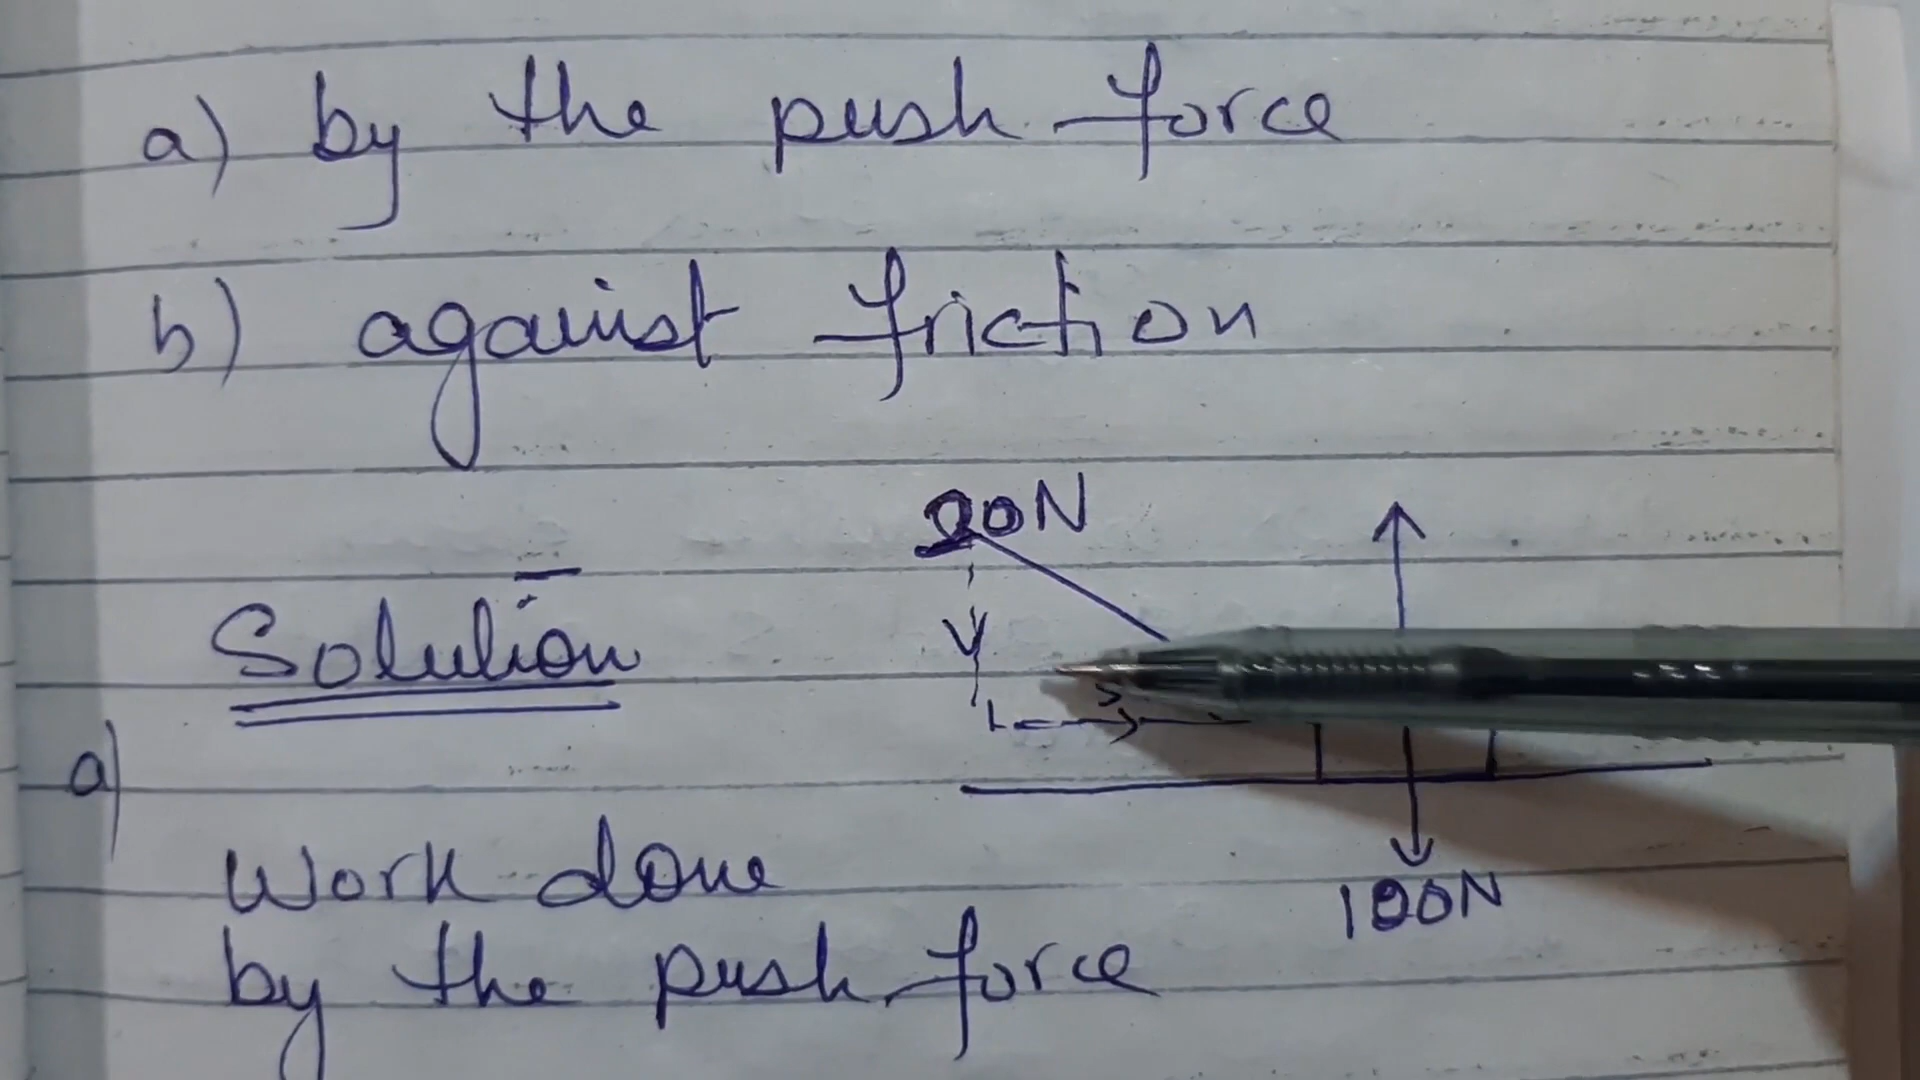 a) by the push force
b) against friction
20N
Solution
a)
Work done
100N
by the push force